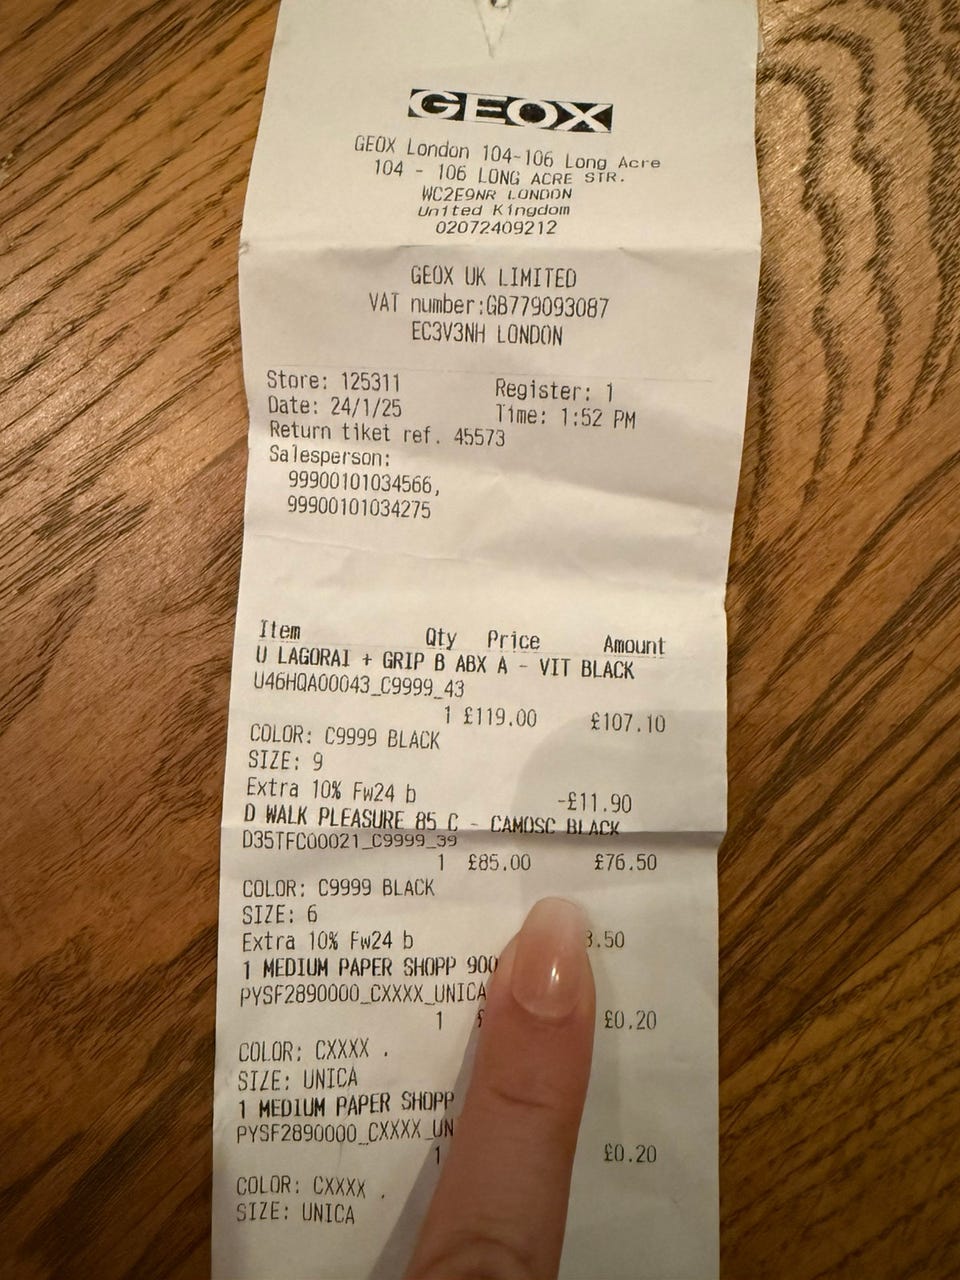 GEOX
GEOX London 104-106 Long Acre
104 - 106 LONG ACRE STR.
WC2E9NR LONDON
United Kingdom
02072409212
GEOX UK LIMITED
VAT number:GB779093087
EC3V3NH LONDON
Store: 125311 Register: 1
Date: 24/1/25 Time: 1:52 PM
Return tiket ref. 45573
Salesperson:
99900101034566,
99900101034275
Item Qty Price Amount
U LAGORAI + GRIP B ABX A - VIT BLACK
U46HQA00043_C9999_43
1 £119.00 £107.10
COLOR: C9999 BLACK
SIZE: 9
Extra 10% Fw24 b -£11.90
D WALK PLEASURE 85 C - CAMOSC BLACK
D35TFC00021_C9999_39
1 £85.00 £76.50
COLOR: C9999 BLACK
SIZE: 6
Extra 10% Fw24 b .50
1 MEDIUM PAPER SHOPP 900
PYSF2890000_CXXXX_UNICA
1 £0.20
COLOR: CXXXX .
SIZE: UNICA
1 MEDIUM PAPER SHOPP
PYSF2890000_CXXXX_UN
1 £0.20
COLOR: CXXXX .
SIZE: UNICA